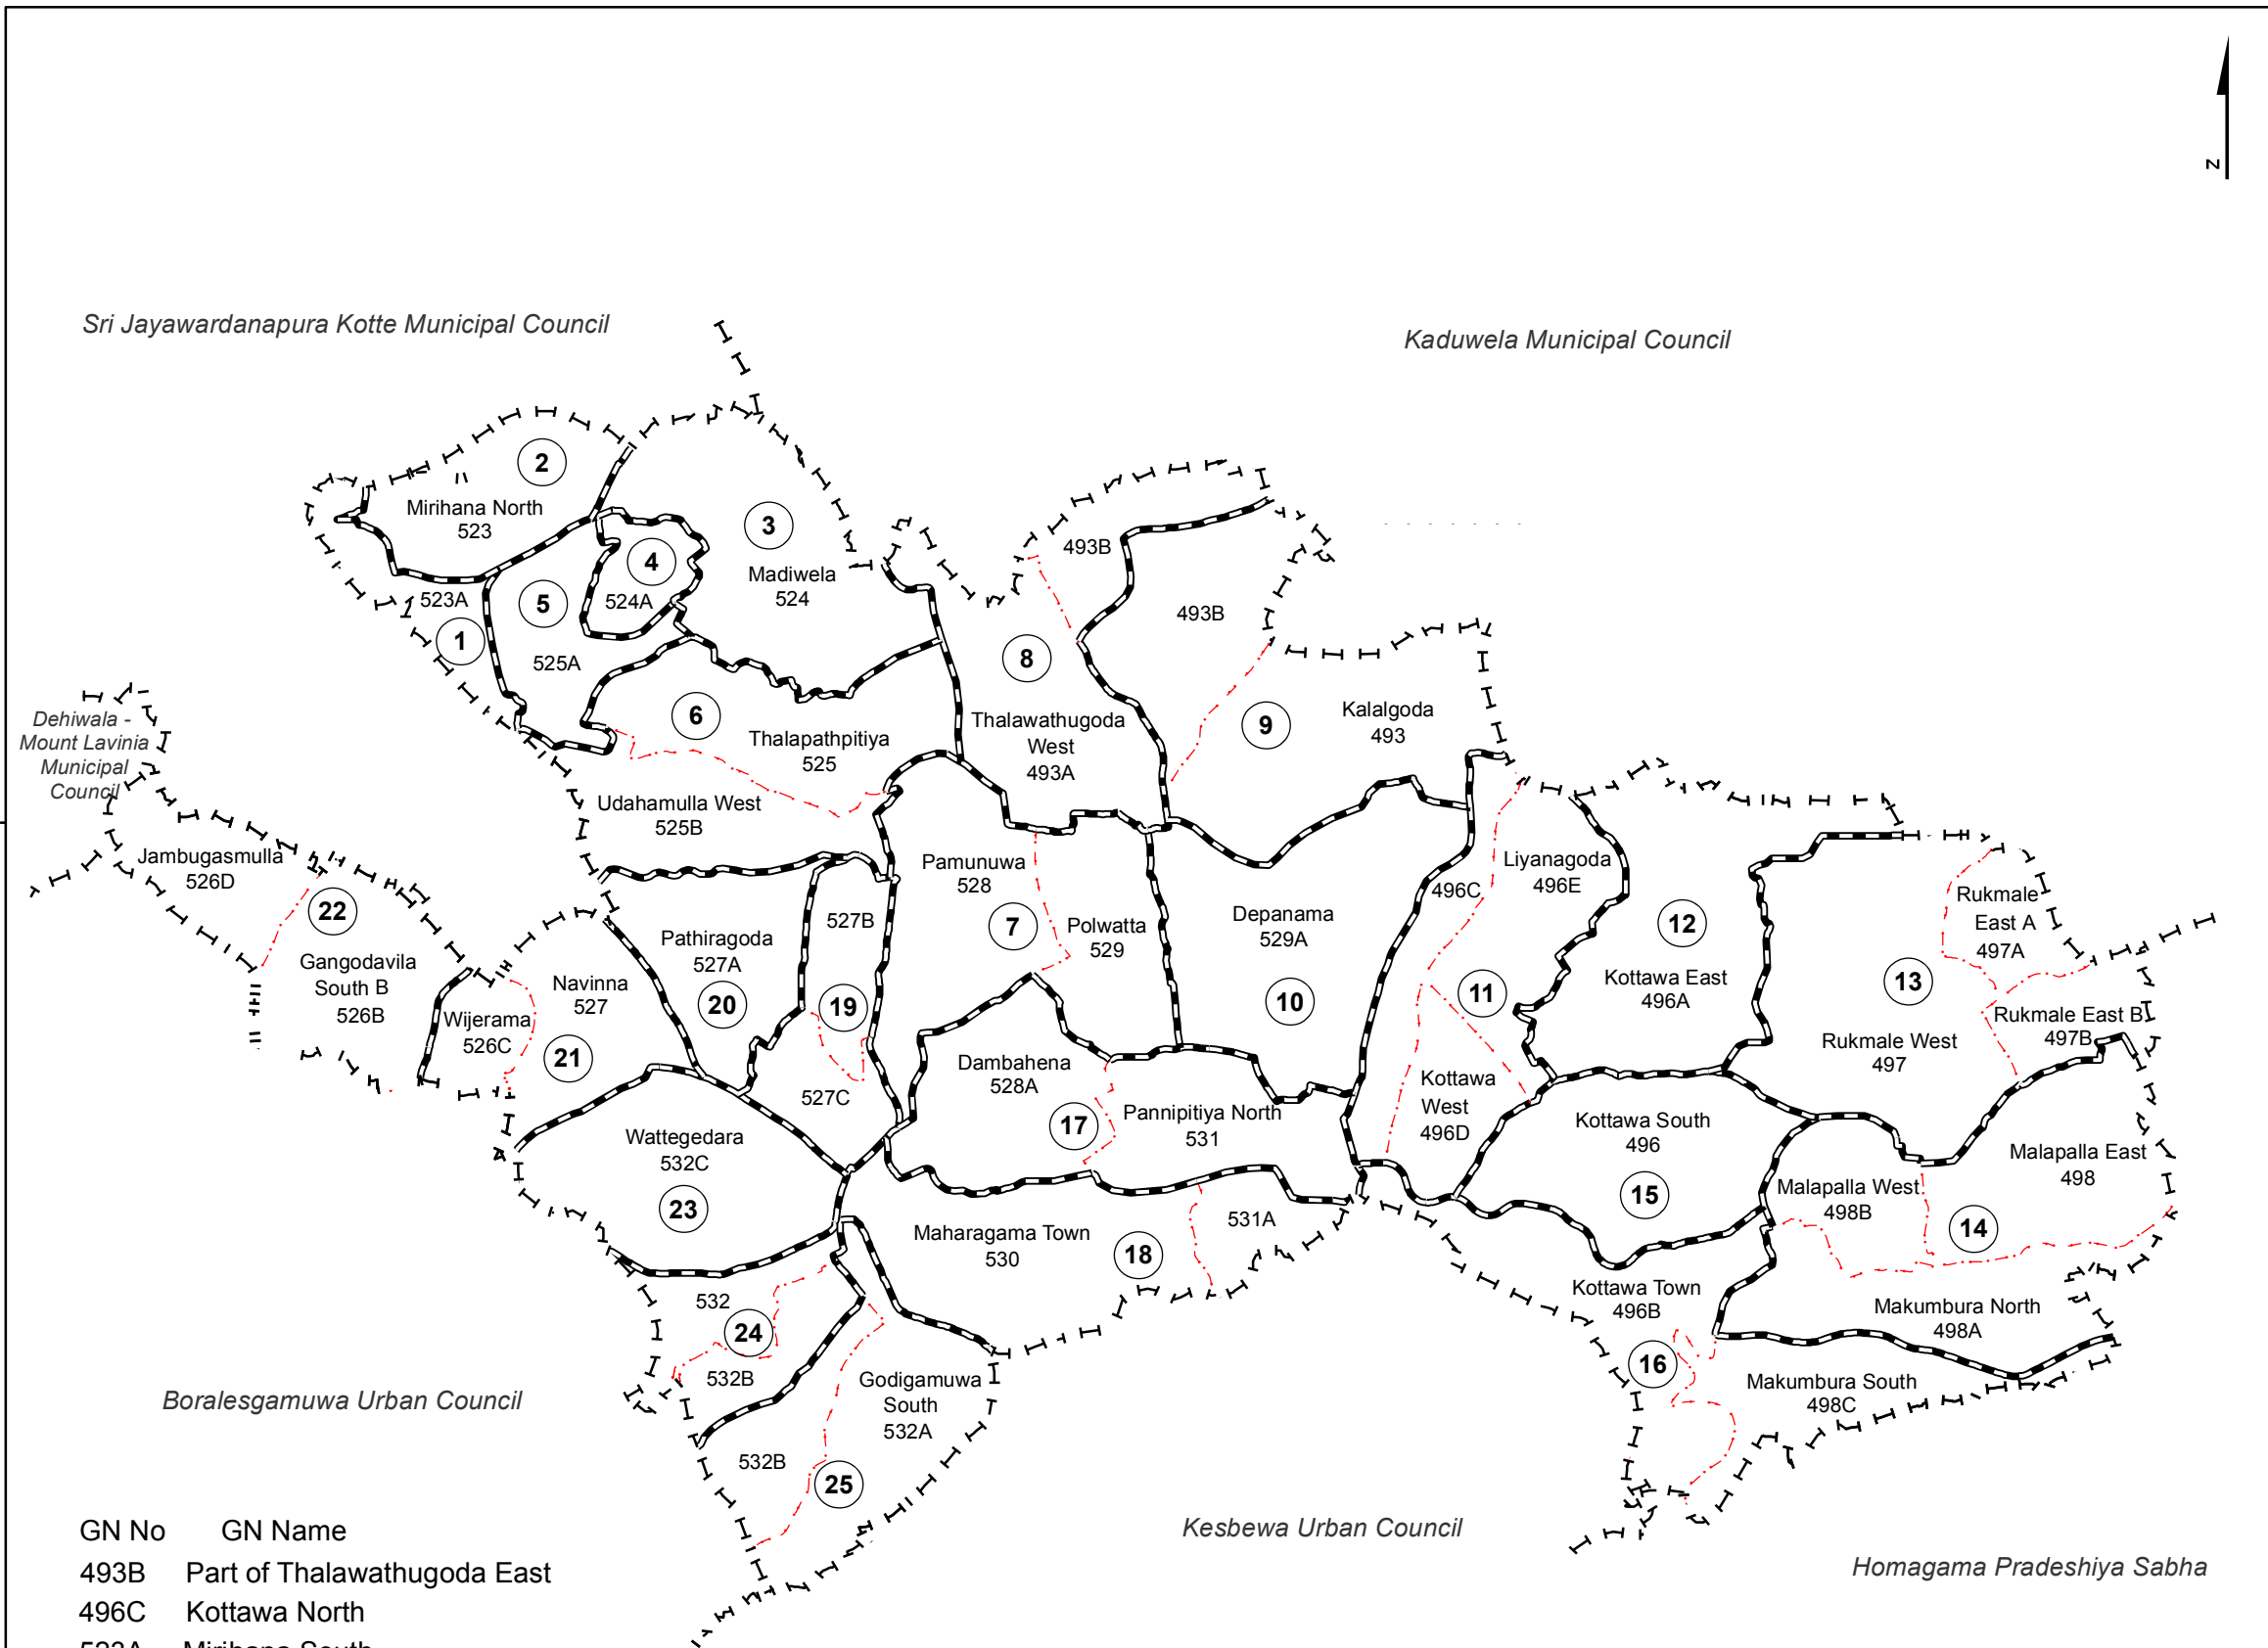 N
Sri Jayawardanapura Kotte Municipal Council
Kaduwela Municipal Council
2
Mirihana North
523
3
Madiwela
524
4
524A
5
525A
523A
1
493B
493B
8
Thalawathugoda
West
493A
9
Kalalgoda
493
6
Thalapathpitiya
525
Udahamulla West
525B
Dehiwala -
Mount Lavinia
Municipal
Council
Jambugasmulla
526D
22
Gangodavila
South B
526B
Wijerama
526C
Navinna
527
21
Pathiragoda
527A
20
527B
19
527C
Pamunuwa
528
7
Polwatta
529
Depanama
529A
10
496C
Liyanagoda
496E
11
12
Kottawa East
496A
Rukmale
East A
497A
13
Rukmale West
497
Rukmale East B
497B
Dambahena
528A
17
Pannipitiya North
531
Kottawa
West
496D
Kottawa South
496
15
Malapalla East
498
Malapalla West
498B
14
Wattegedara
532C
23
Maharagama Town
530
18
531A
Kottawa Town
496B
16
Makumbura North
498A
Makumbura South
498C
532
24
532B
Godigamuwa
South
532A
532B
25
Boralesgamuwa Urban Council
Kesbewa Urban Council
Homagama Pradeshiya Sabha
GN No GN Name
493B Part of Thalawathugoda East
496C Kottawa North
523A Mirihana South